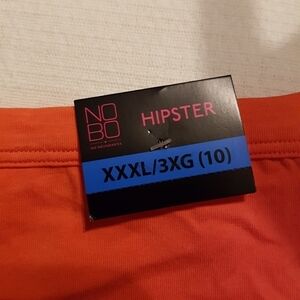 NO
BO
HIPSTER
XXXL/3XG (10)